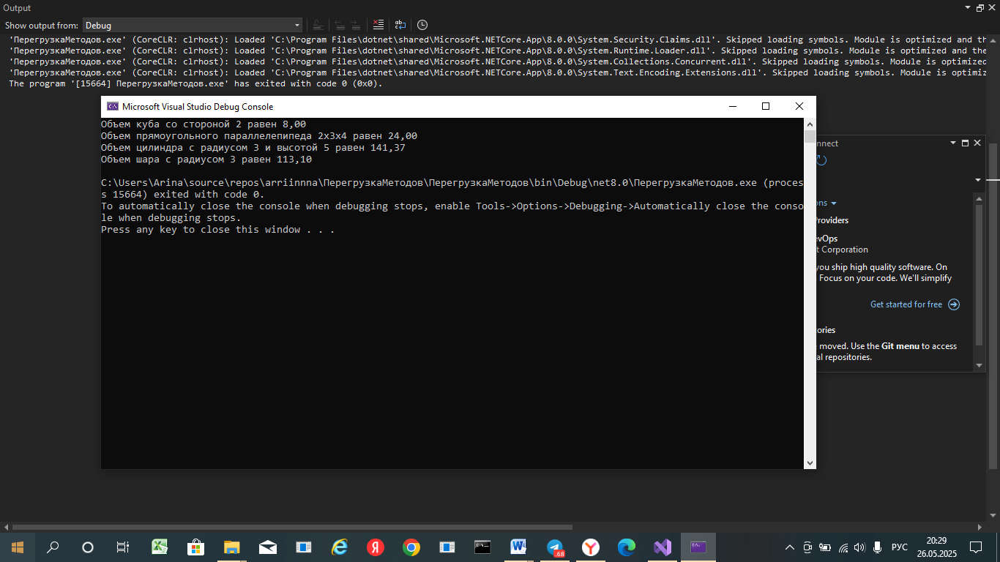 Output
Show output from: Debug
'ПерегрузкаМетодов.exe' (CoreCLR: clrhost): Loaded 'C:\Program Files\dotnet\shared\Microsoft.NETCore.App\8.0.0\System.Security.Claims.dll'. Skipped loading symbols. Module is optimized and th
'ПерегрузкаМетодов.exe' (CoreCLR: clrhost): Loaded 'C:\Program Files\dotnet\shared\Microsoft.NETCore.App\8.0.0\System.Runtime.Loader.dll'. Skipped loading symbols. Module is optimized and the
'ПерегрузкаМетодов.exe' (CoreCLR: clrhost): Loaded 'C:\Program Files\dotnet\shared\Microsoft.NETCore.App\8.0.0\System.Collections.Concurrent.dll'. Skipped loading symbols. Module is optimized
'ПерегрузкаМетодов.exe' (CoreCLR: clrhost): Loaded 'C:\Program Files\dotnet\shared\Microsoft.NETCore.App\8.0.0\System.Text.Encoding.Extensions.dll'. Skipped loading symbols. Module is optimiz
The program '[15664] ПерегрузкаМетодов.exe' has exited with code 0 (0x0).
Microsoft Visual Studio Debug Console
Объем куба со стороной 2 равен 8,00
Объем прямоугольного параллелепипеда 2x3x4 равен 24,00
Объем цилиндра с радиусом 3 и высотой 5 равен 141,37
Объем шара с радиусом 3 равен 113,10
C:\Users\Arina\source\repos\arriinnna\ПерегрузкаМетодов\ПерегрузкаМетодов\bin\Debug\net8.0\ПерегрузкаМетодов.exe (proces
s 15664) exited with code 0.
To automatically close the console when debugging stops, enable Tools->Options->Debugging->Automatically close the conso
le when debugging stops.
Press any key to close this window . . .
nnect
ons
Providers
evOps
t Corporation
you ship high quality software. On
. Focus on your code. We'll simplify
Get started for free
ories
moved. Use the Git menu to access
al repositories.
.68
РУС
20:29
26.05.2025